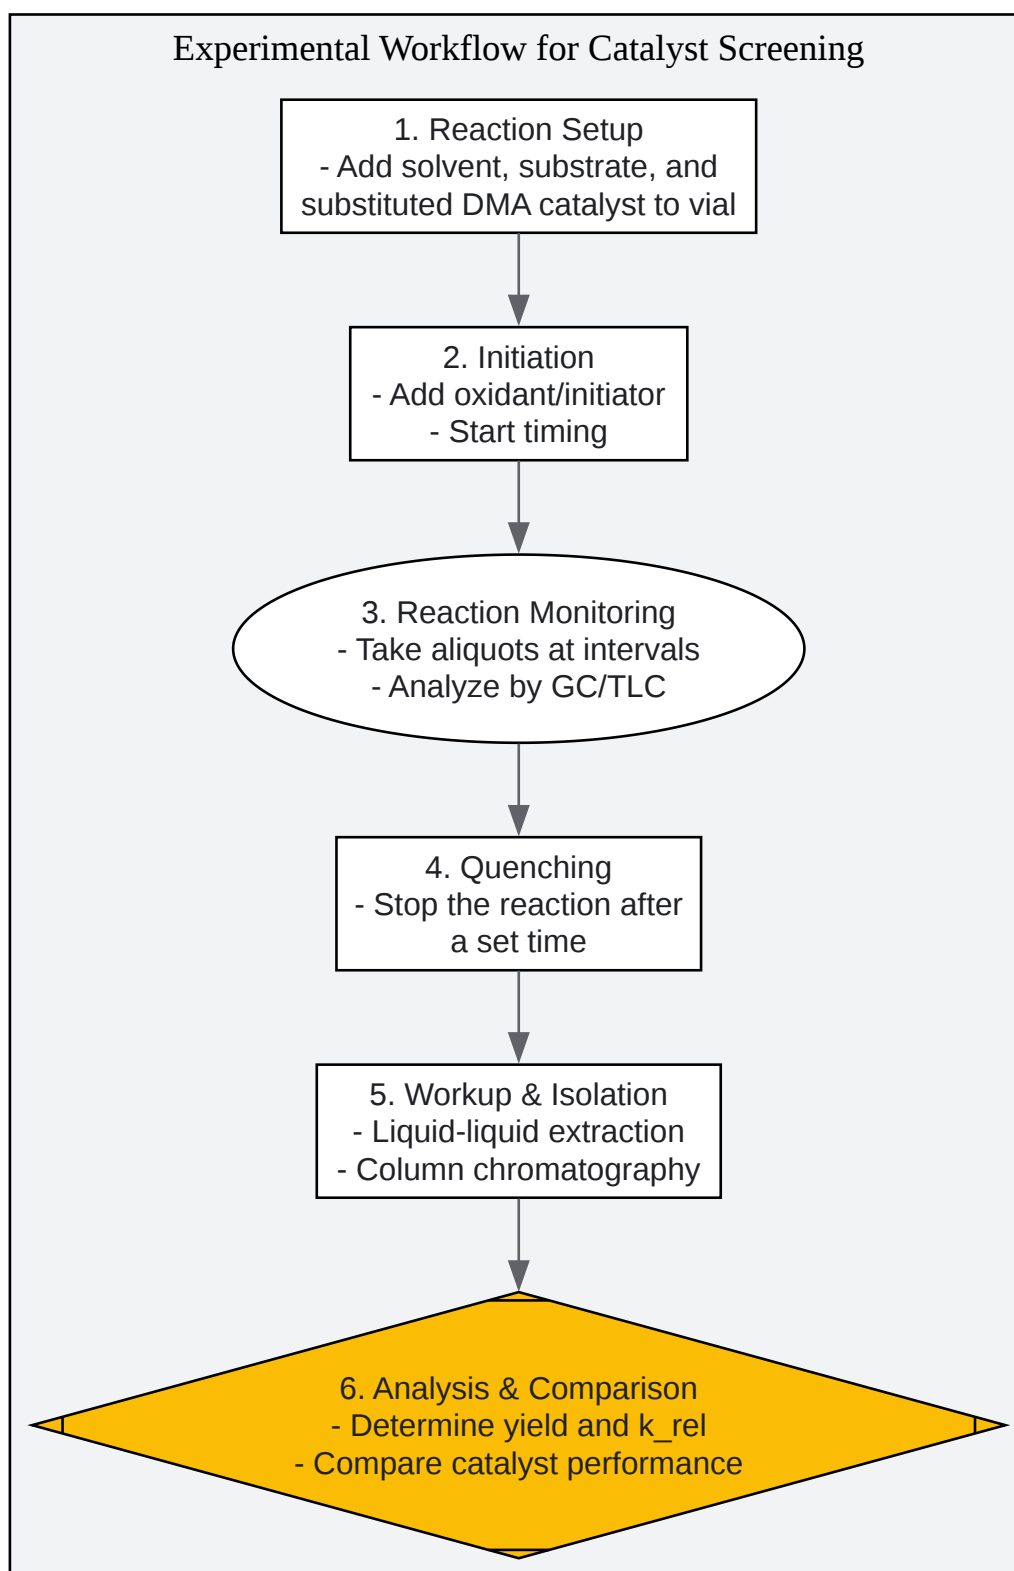 Experimental Workflow for Catalyst Screening
1. Reaction Setup
- Add solvent, substrate, and
substituted DMA catalyst to vial
2. Initiation
- Add oxidant/initiator
- Start timing
3. Reaction Monitoring
- Take aliquots at intervals
- Analyze by GC/TLC
4. Quenching
- Stop the reaction after
a set time
5. Workup & Isolation
- Liquid-liquid extraction
- Column chromatography
6. Analysis & Comparison
- Determine yield and k_rel
- Compare catalyst performance